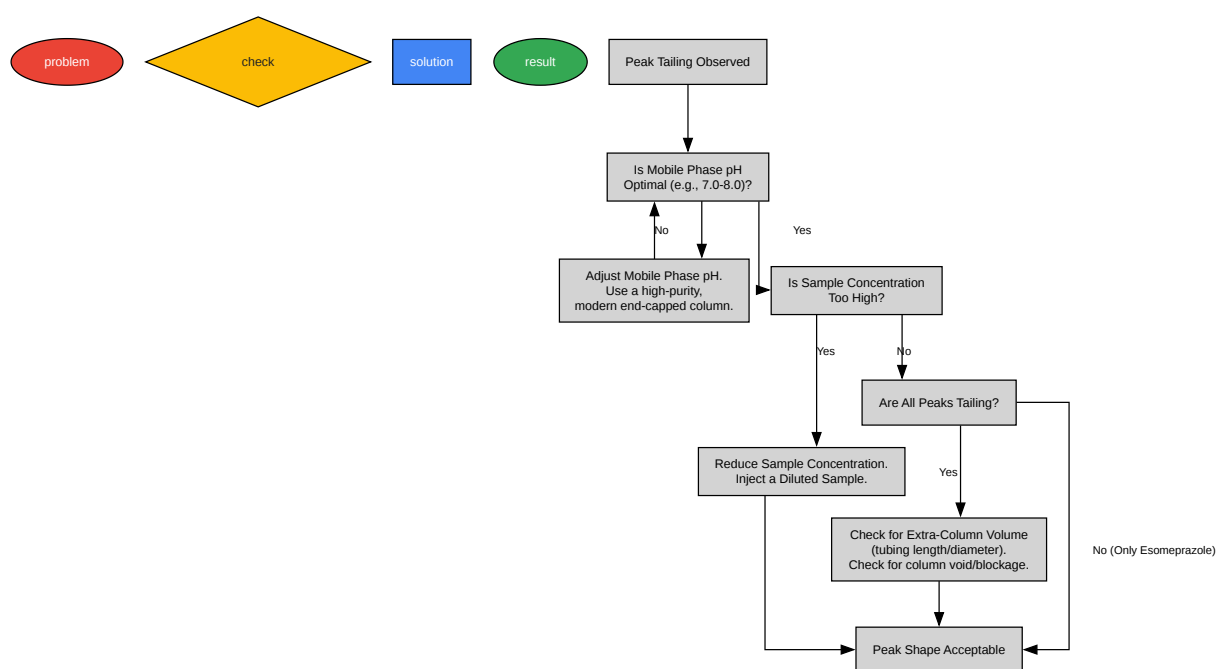 problem
check
solution
result
Peak Tailing Observed
Is Mobile Phase pH
Optimal (e.g., 7.0-8.0)?
No
Yes
Adjust Mobile Phase pH.
Use a high-purity,
modern end-capped column.
Is Sample Concentration
Too High?
Yes
No
Are All Peaks Tailing?
Reduce Sample Concentration.
Inject a Diluted Sample.
Yes
Check for Extra-Column Volume
(tubing length/diameter).
Check for column void/blockage.
No (Only Esomeprazole)
Peak Shape Acceptable